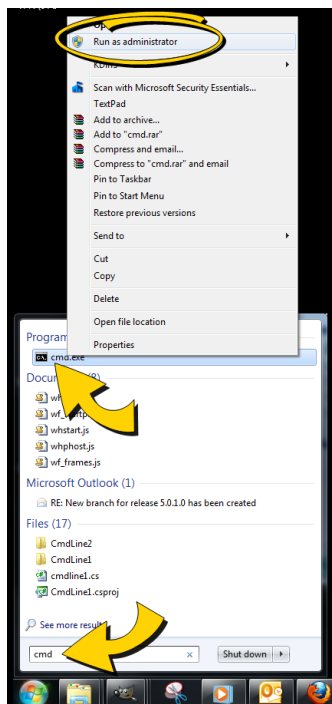 Run as administrator
Scan with Microsoft Security Essentials...
TextPad
Add to archive...
Add to "cmd.rar"
Compress and email...
Compress to "cmd.rar" and email
Pin to Taskbar
Pin to Start Menu
Restore previous versions
Send to
Cut
Copy
Delete
Open file location
Properties
cmd.exe
(8)
whstart.js
whphost.js
wf_frames.js
Microsoft Outlook (1)
RE: New branch for release 5.0.1.0 has been created
Files (17)
CmdLine2
CmdLine1
cmdline1.cs
CmdLine1.csproj
See more results
cmd
Shut down